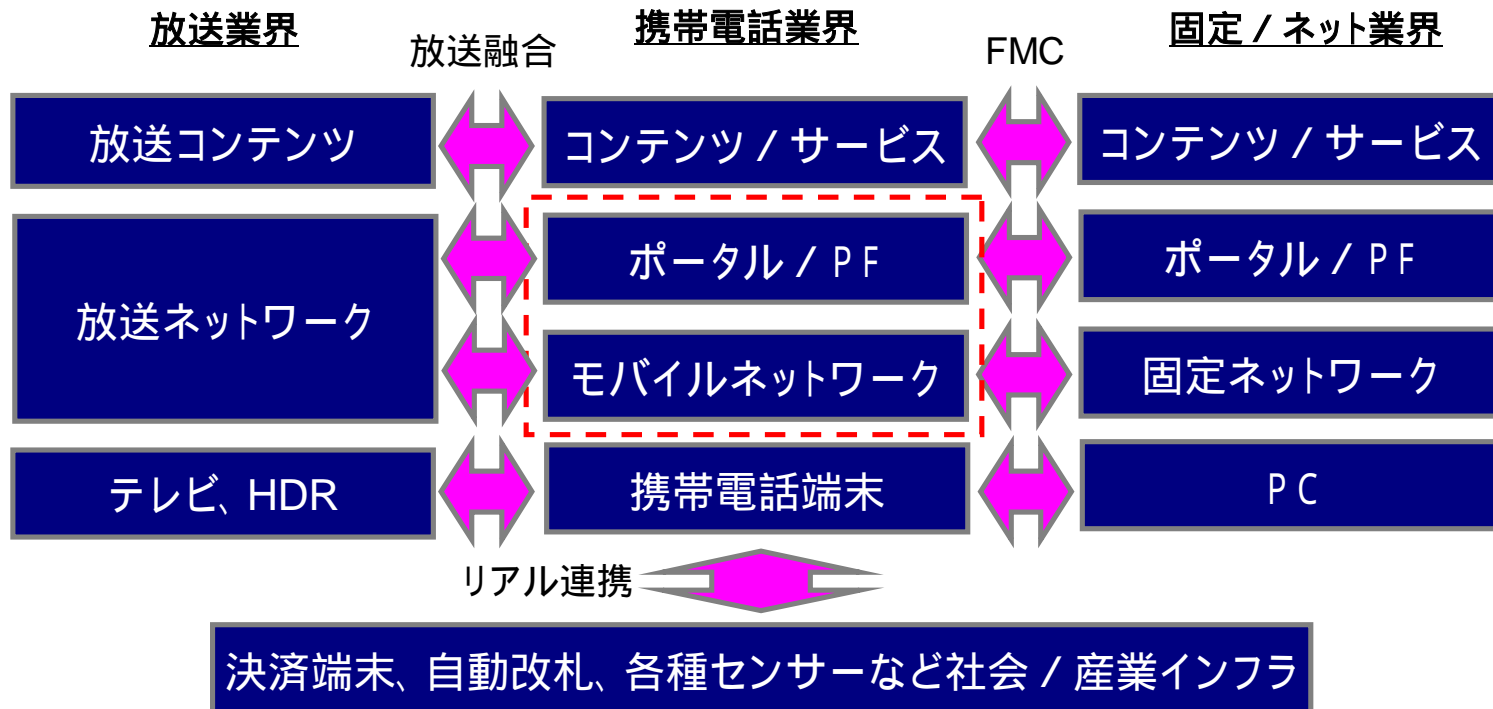 放送業界
携帯電話業界
固定/ネット業界
放送融合
FMC
放送コンテンツ
コンテンツ/サービス
コンテンツ/サービス
放送ネットワーク
ポータル/PF
ポータル/PF
モバイルネットワーク
固定ネットワーク
テレビ、HDR
携帯電話端末
PC
リアル連携
決済端末、自動改札、各種センサーなど社会/産業インフラ